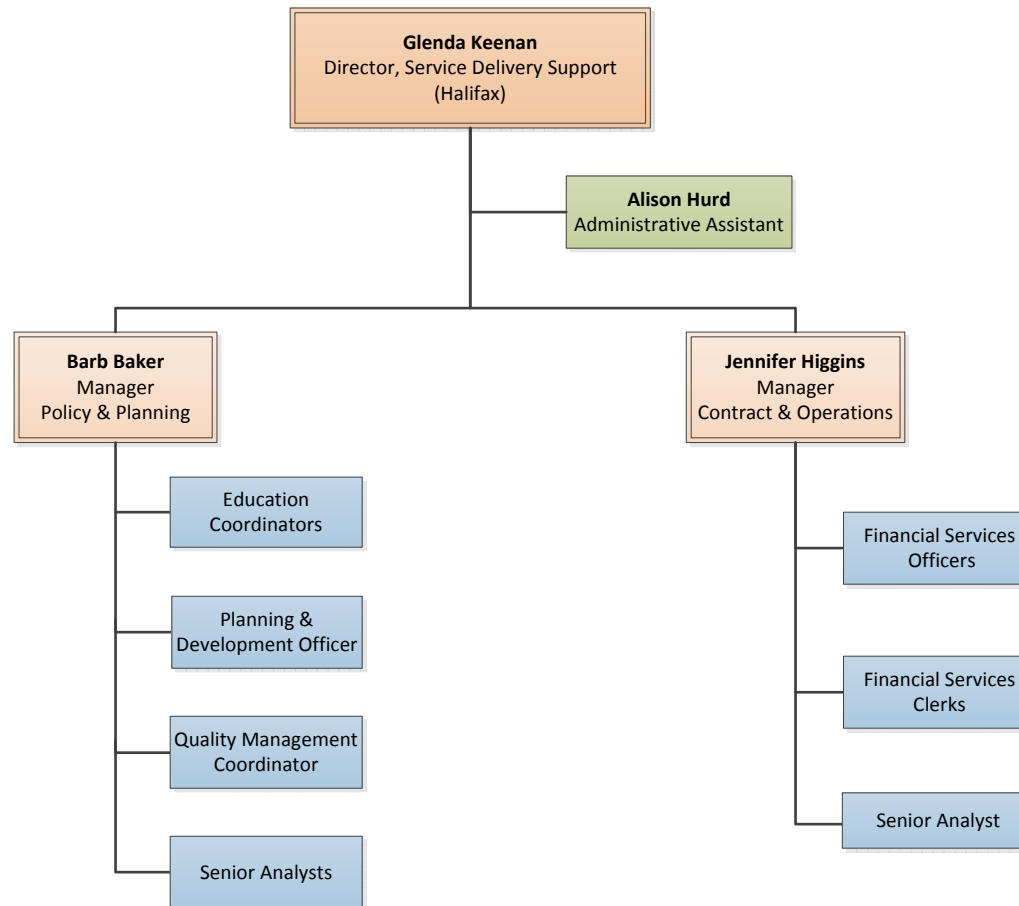 Glenda Keenan
Director, Service Delivery Support
(Halifax)
Alison Hurd
Administrative Assistant
Barb Baker
Manager
Policy & Planning
Jennifer Higgins
Manager
Contract & Operations
Education
Coordinators
Planning &
Development Officer
Quality Management
Coordinator
Senior Analysts
Financial Services
Officers
Financial Services
Clerks
Senior Analyst